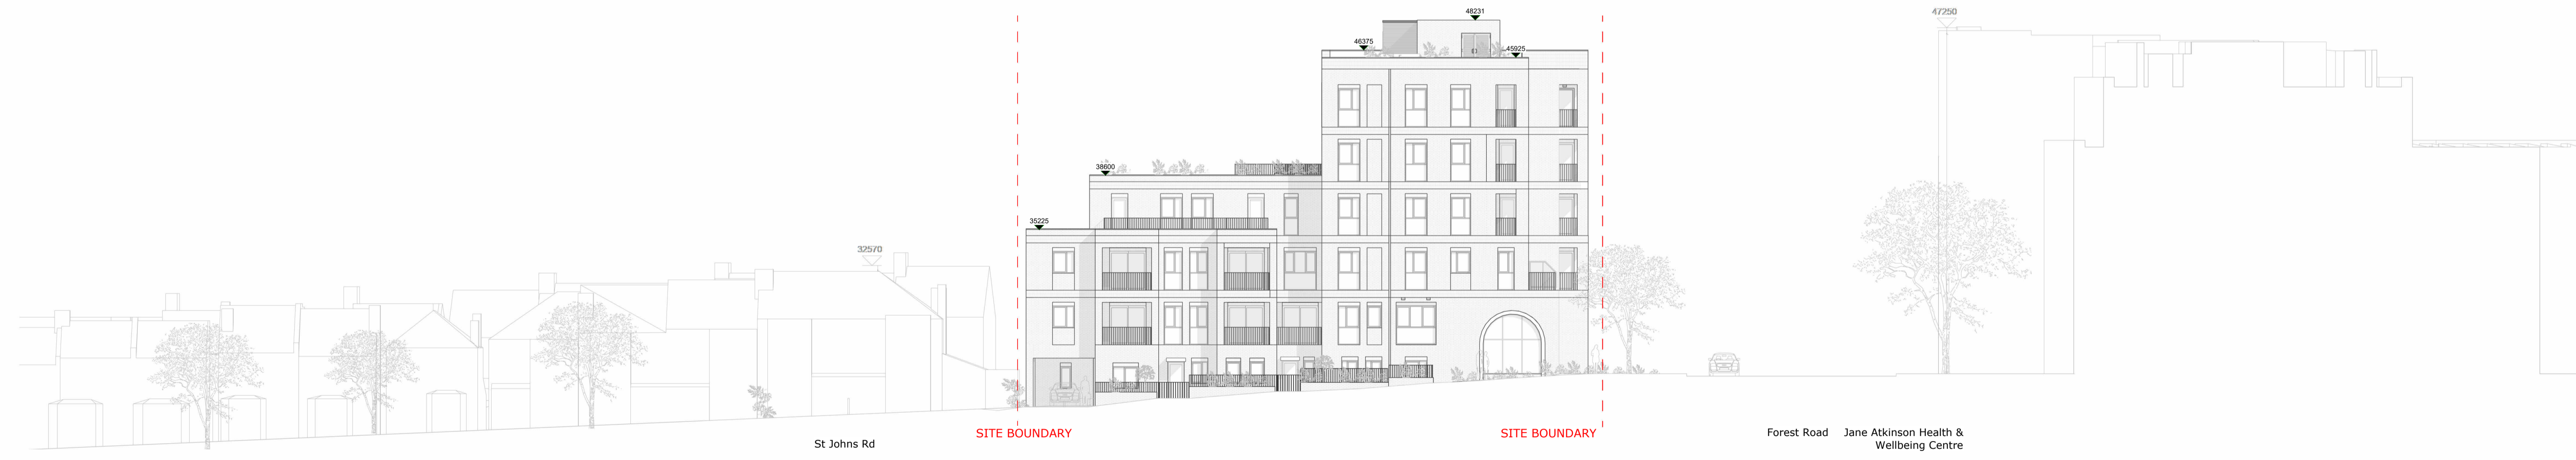 48231
47250
46375
45925
38600
35225
32570
SITE BOUNDARY
SITE BOUNDARY
St Johns Rd
Forest Road
Jane Atkinson Health &
Wellbeing Centre